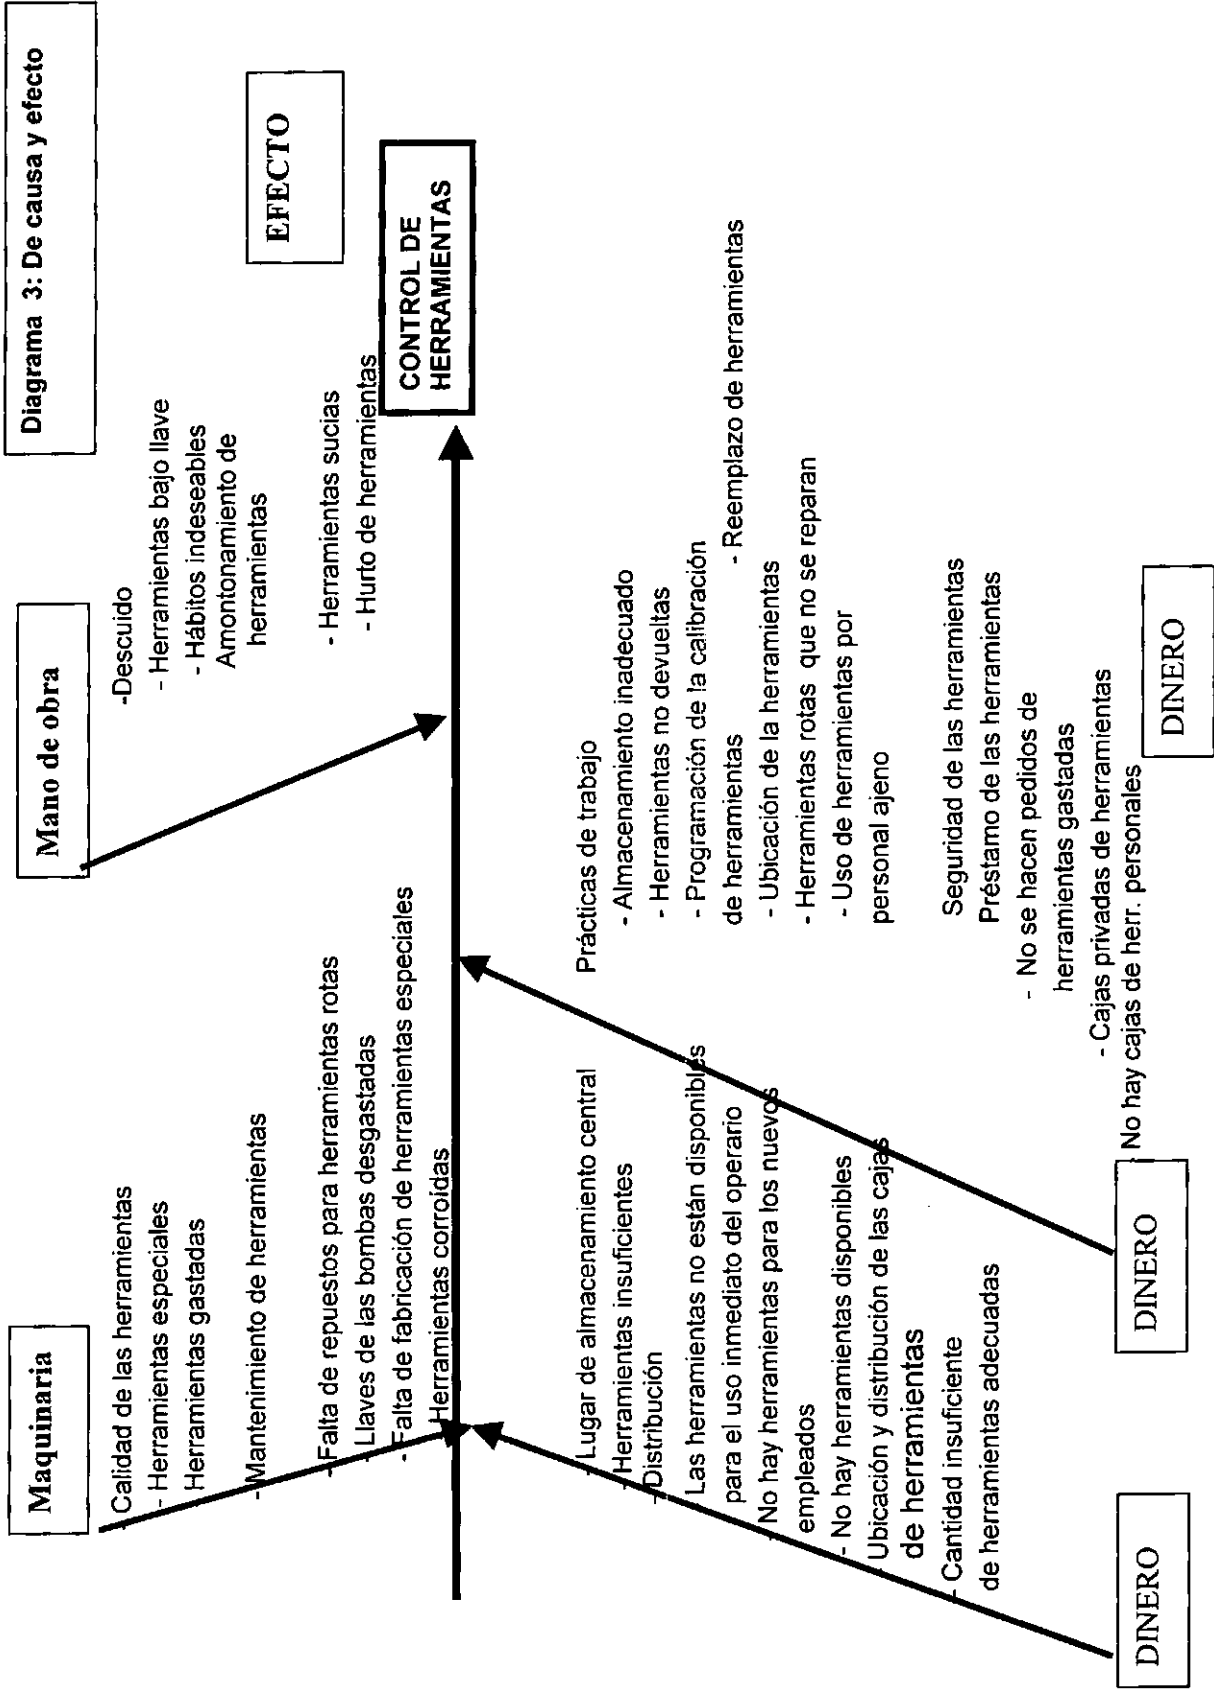 Diagrama 3: De causa y efecto
Maquinaria
Mano de obra
EFECTO
CONTROL DE
HERRAMIENTAS
- Calidad de las herramientas
- Herramientas especiales
Herramientas gastadas
- Mantenimiento de herramientas
- Falta de repuestos para herramientas rotas
- Llaves de las bombas desgastadas
- Falta de fabricación de herramientas especiales
Herramientas corroídas
-Descuido
- Herramientas bajo llave
- Hábitos indeseables
Amontonamiento de
herramientas
- Herramientas sucias
- Hurto de herramientas
- Lugar de almacenamiento central
- Herramientas insuficientes
- Distribución
Las herramientas no están disponibles
para el uso inmediato del operario
- No hay herramientas para los nuevos
empleados
- No hay herramientas disponibles
- Ubicación y distribución de las cajas
de herramientas
- Cantidad insuficiente
de herramientas adecuadas
Prácticas de trabajo
- Almacenamiento inadecuado
- Herramientas no devueltas
- Programación de la calibración
de herramientas
- Reemplazo de herramientas
- Ubicación de la herramientas
- Herramientas rotas que no se reparan
- Uso de herramientas por
personal ajeno
Seguridad de las herramientas
Préstamo de las herramientas
- No se hacen pedidos de
herramientas gastadas
- Cajas privadas de herramientas
No hay cajas de herr. personales
DINERO
DINERO
DINERO